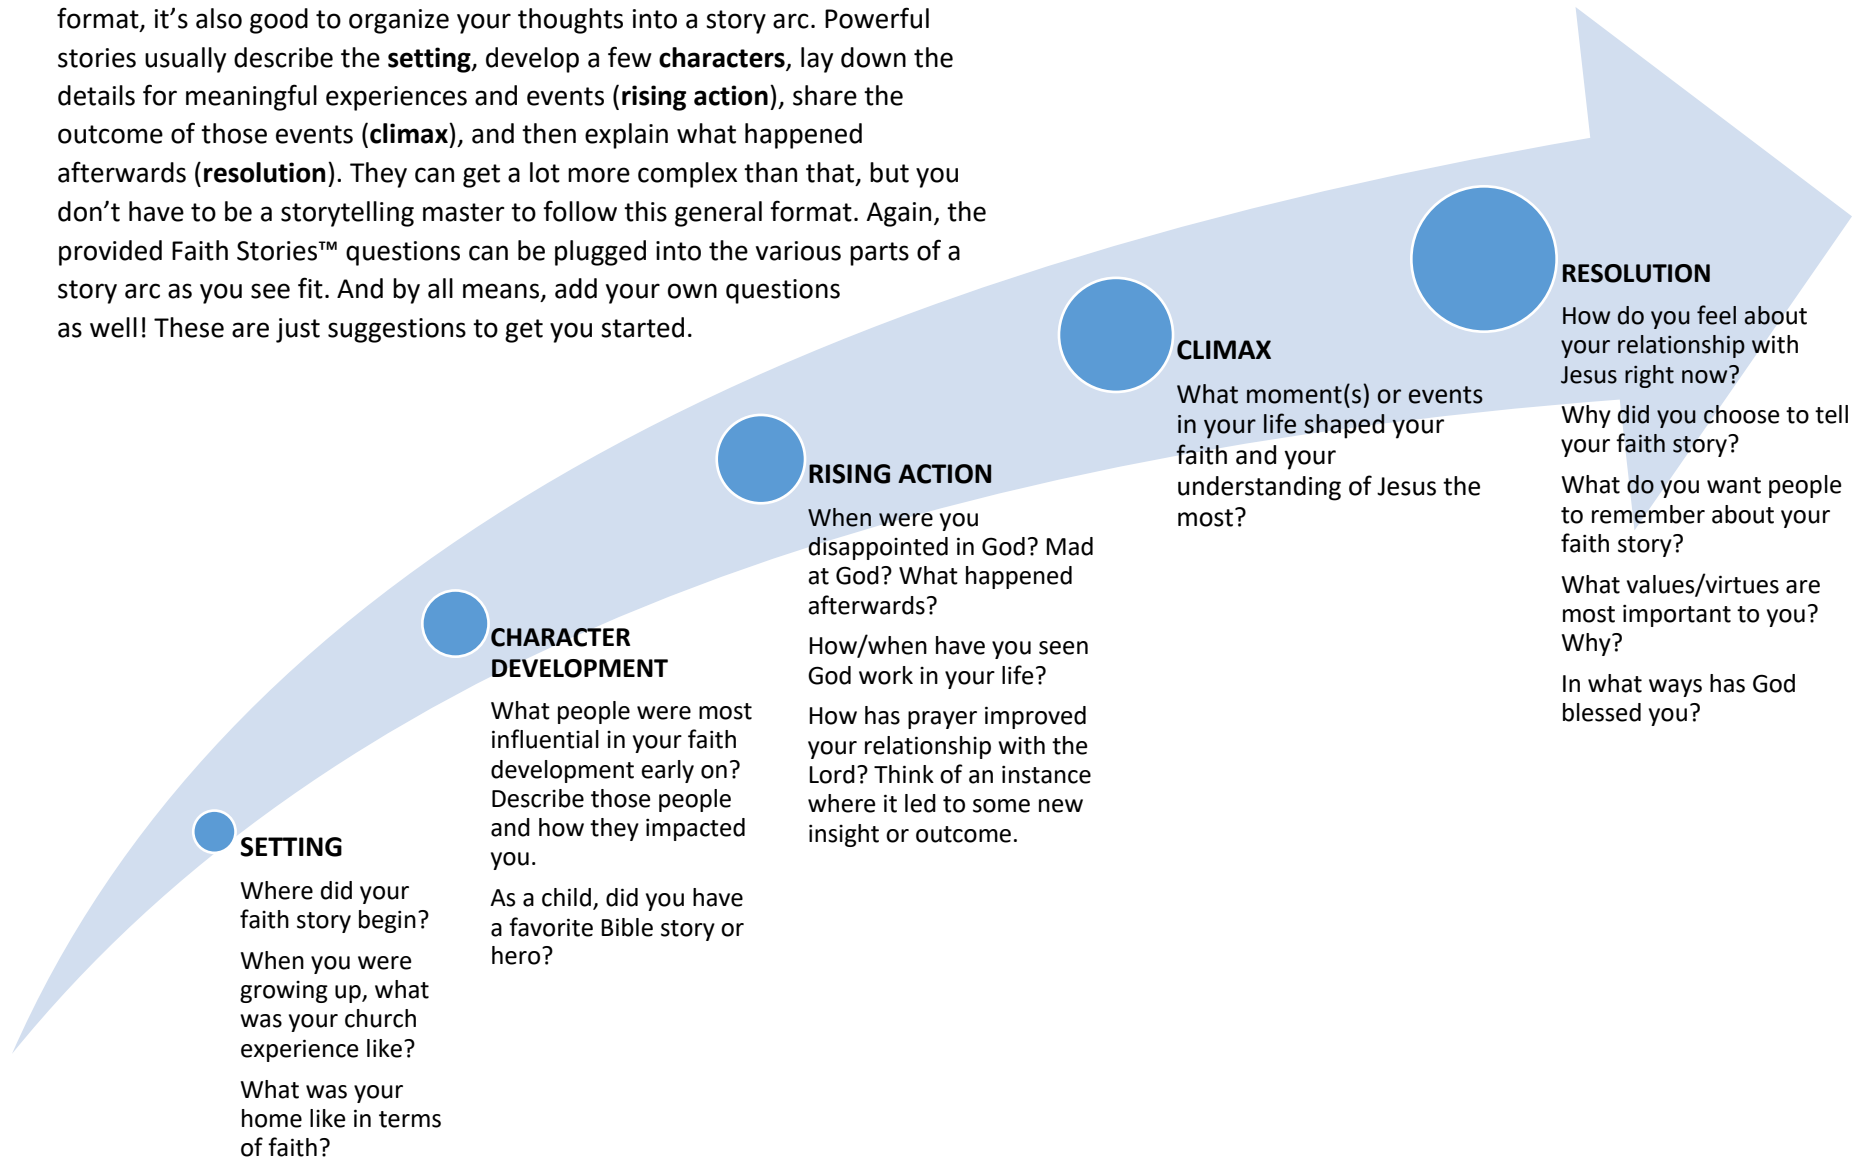 format, it’s also good to organize your thoughts into a story arc. Powerful
stories usually describe the setting, develop a few characters, lay down the
details for meaningful experiences and events (rising action), share the
outcome of those events (climax), and then explain what happened
afterwards (resolution). They can get a lot more complex than that, but you
don’t have to be a storytelling master to follow this general format. Again, the
provided Faith Stories™ questions can be plugged into the various parts of a
story arc as you see fit. And by all means, add your own questions
as well! These are just suggestions to get you started.
SETTING
Where did your
faith story begin?
When you were
growing up, what
was your church
experience like?
What was your
home like in terms
of faith?
CHARACTER
DEVELOPMENT
What people were most
influential in your faith
development early on?
Describe those people
and how they impacted
you.
As a child, did you have
a favorite Bible story or
hero?
RISING ACTION
When were you
disappointed in God? Mad
at God? What happened
afterwards?
How/when have you seen
God work in your life?
How has prayer improved
your relationship with the
Lord? Think of an instance
where it led to some new
insight or outcome.
CLIMAX
What moment(s) or events
in your life shaped your
faith and your
understanding of Jesus the
most?
RESOLUTION
How do you feel about
your relationship with
Jesus right now?
Why did you choose to tell
your faith story?
What do you want people
to remember about your
faith story?
What values/virtues are
most important to you?
Why?
In what ways has God
blessed you?